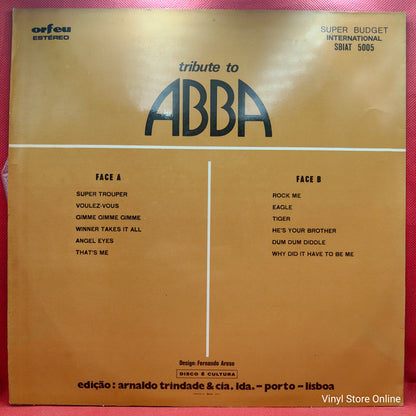 orfeu
ESTÉREO
SUPER BUDGET
INTERNATIONAL
SBIAT 5005
tribute to
ABBA
FACE A
SUPER TROUPER
VOULEZ-VOUS
GIMME GIMME GIMME
WINNER TAKES IT ALL
ANGEL EYES
THAT'S ME
FACE B
ROCK ME
EAGLE
TIGER
HE'S YOUR BROTHER
DUM DUM DIDDLE
WHY DID IT HAVE TO BE ME
Design: Fernando Aroso
DISCO É CULTURA
edição: arnaldo trindade & cia. lda. – porto – lisboa
Vinyl Store Online